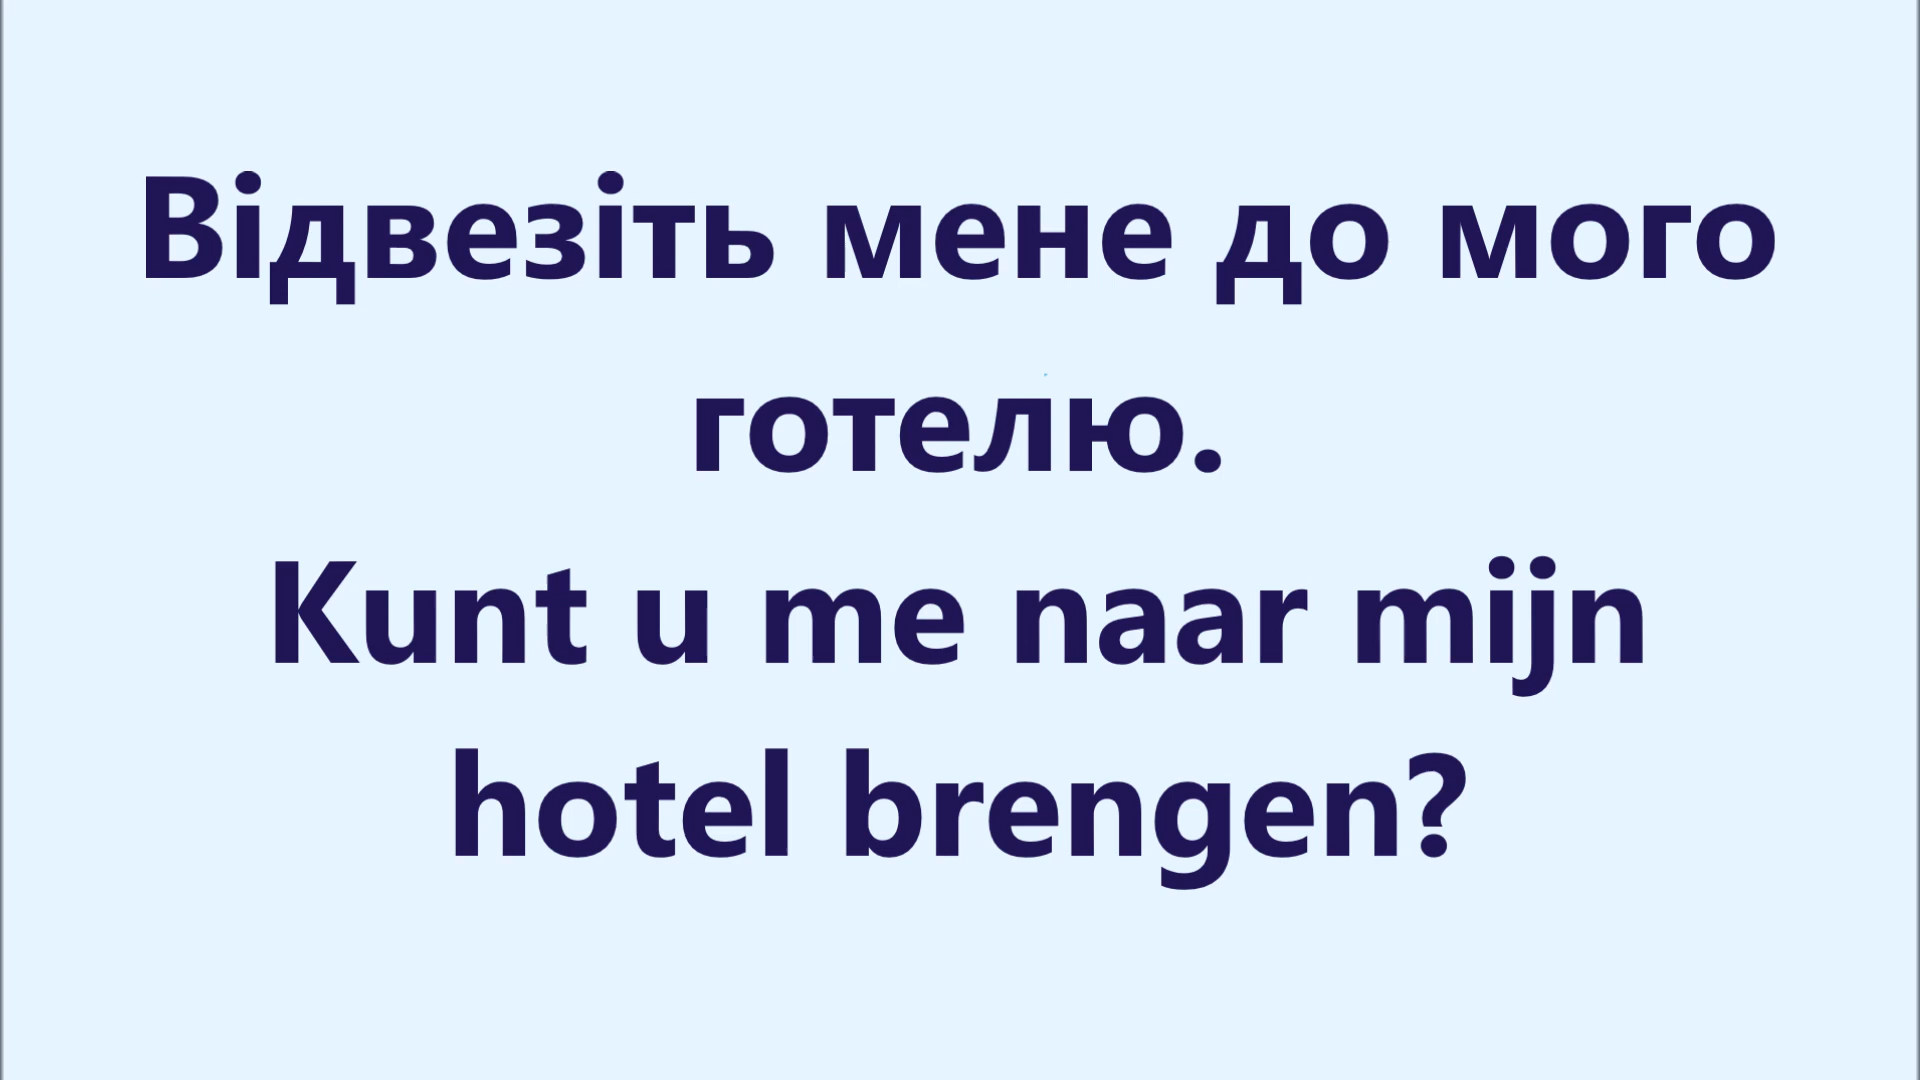 Відвезіть мене до мого
готелю.
Kunt u me naar mijn
hotel brengen?